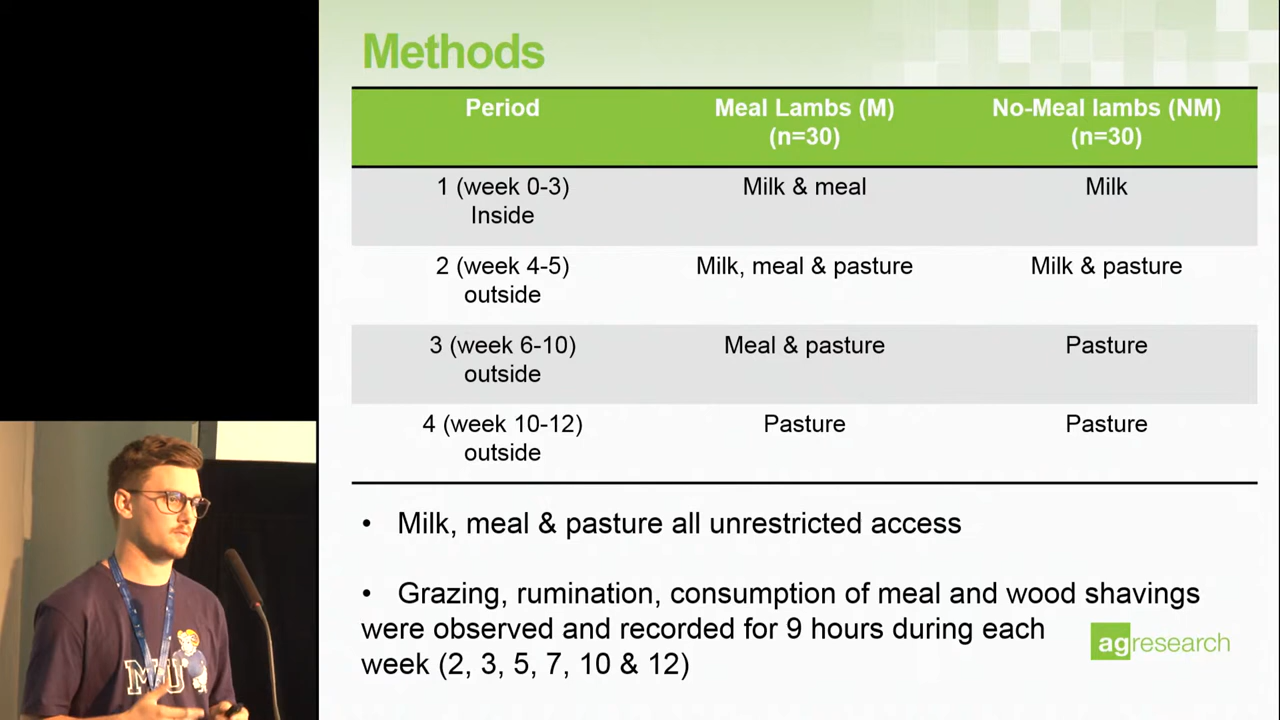 Methods
Period Meal Lambs (M) No-Meal lambs (NM)
(n=30) (n=30)
1 (week 0-3) Milk & meal Milk
Inside
2 (week 4-5) Milk, meal & pasture Milk & pasture
outside
3 (week 6-10) Meal & pasture Pasture
outside
4 (week 10-12) Pasture Pasture
outside
• Milk, meal & pasture all unrestricted access
• Grazing, rumination, consumption of meal and wood shavings
were observed and recorded for 9 hours during each
week (2, 3, 5, 7, 10 & 12)
agresearch